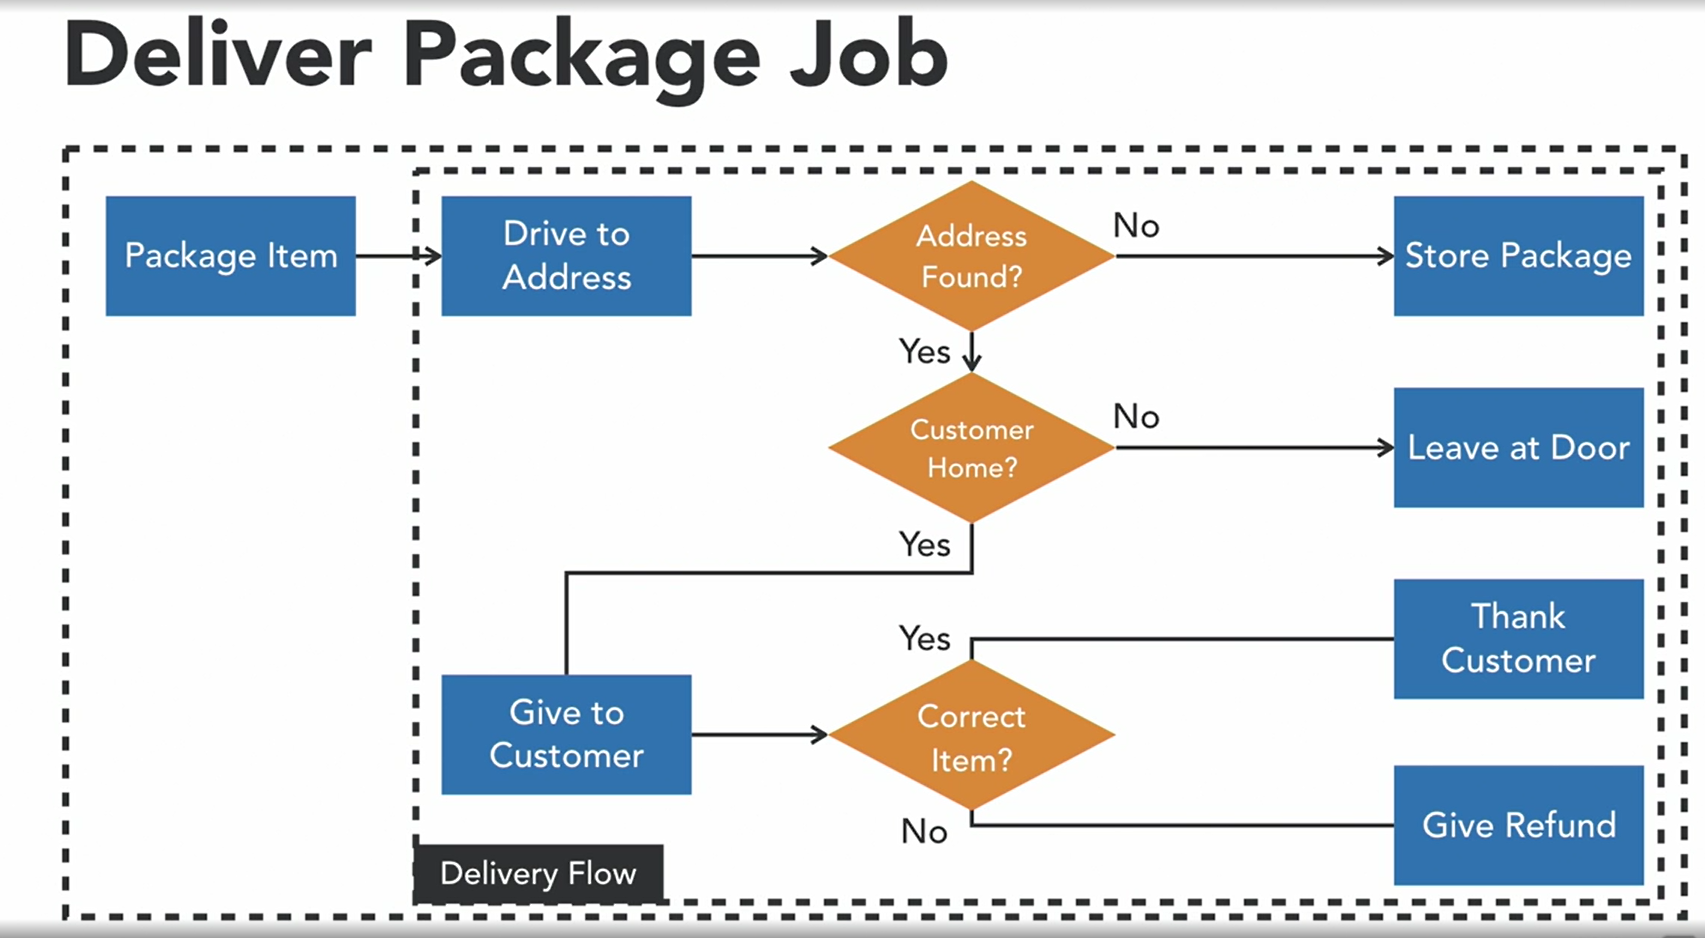 Deliver Package Job
Package Item
Drive to
Address
Address
Found?
No
Store Package
Yes
Customer
Home?
No
Leave at Door
Yes
Give to
Customer
Yes
Correct
Item?
Thank
Customer
No
Give Refund
Delivery Flow